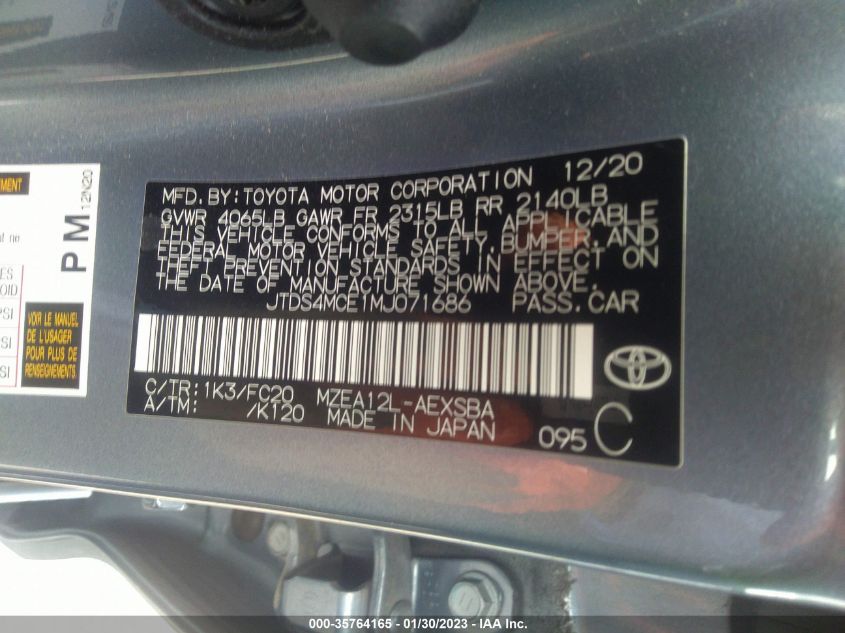 MFD. BY: TOYOTA MOTOR CORPORATION 12/20
GVWR 4065LB GAWR FR 2315LB RR 2140LB
THIS VEHICLE CONFORMS TO ALL APPLICABLE
FEDERAL MOTOR VEHICLE SAFETY, BUMPER, AND
THEFT PREVENTION STANDARDS IN EFFECT ON
THE DATE OF MANUFACTURE SHOWN ABOVE.
JTDS4MCE1MJ071686 PASS. CAR
C/TR: 1K3/FC20 MZEA12L-AEXSBA
A/TM: /K120 MADE IN JAPAN
095 C
PM
12N20
VOIR LE MANUEL
DE L'USAGER
POUR PLUS DE
RENSEIGNEMENTS.
000-35764165 - 01/30/2023 - IAA Inc.